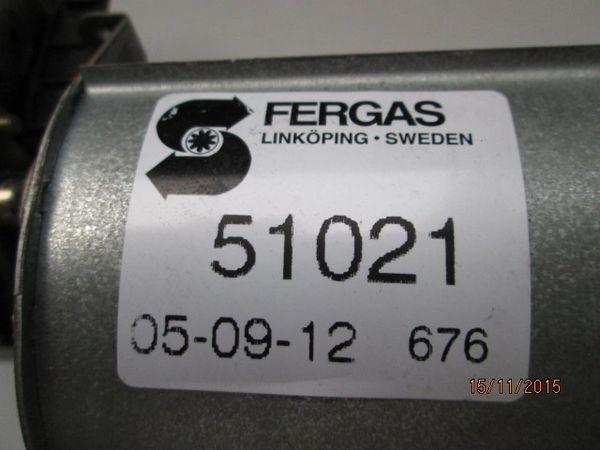 FERGAS
LINKÖPING · SWEDEN
51021
05-09-12 676
15/11/2015